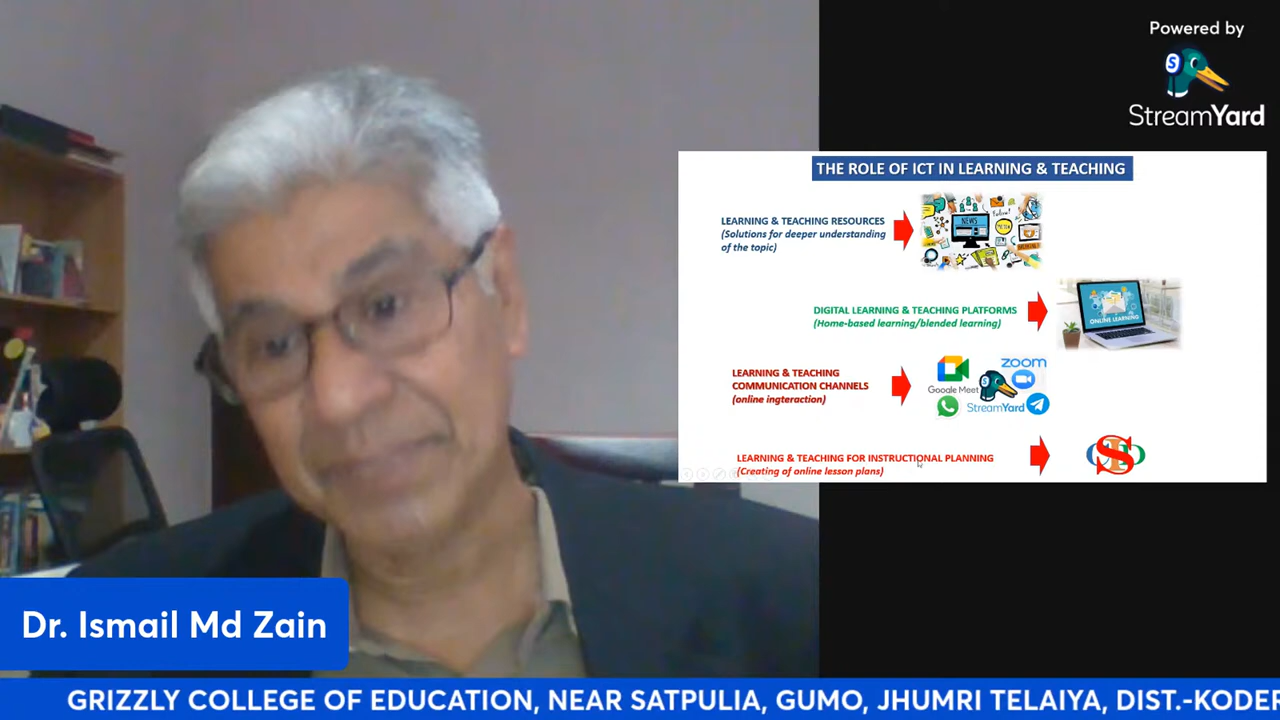 Powered by
StreamYard
THE ROLE OF ICT IN LEARNING & TEACHING
LEARNING & TEACHING RESOURCES
(Solutions for deeper understanding
of the topic)
NEWS
DIGITAL LEARNING & TEACHING PLATFORMS
(Home-based learning/blended learning)
ONLINE LEARNING
LEARNING & TEACHING
COMMUNICATION CHANNELS
(online ingteraction)
zoom
Google Meet
StreamYard
LEARNING & TEACHING FOR INSTRUCTIONAL PLANNING
(Creating of online lesson plans)
Dr. Ismail Md Zain
GRIZZLY COLLEGE OF EDUCATION, NEAR SATPULIA, GUMO, JHUMRI TELAIYA, DIST.-KODER